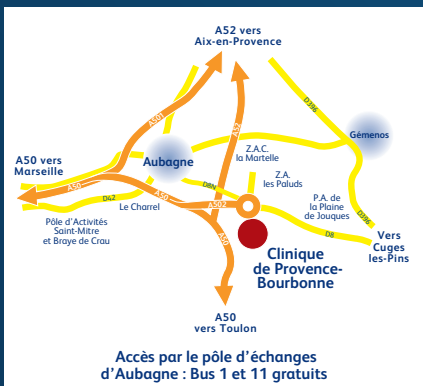 A52 vers
Aix-en-Provence
D396
A501
A52
Gémenos
Z.A.C.
la Martelle
Aubagne
A50 vers
Marseille
Z.A.
les Paluds
A50
D8N
A50
D42
Le Charrel
A502
P.A. de
la Plaine
de Jouques
D396
Pôle d'Activités
Saint-Mitre
et Braye de Crau
A50
D8
Vers
Cuges
les-Pins
Clinique
de Provence-
Bourbonne
A50
vers Toulon
Accès par le pôle d'échanges
d'Aubagne : Bus 1 et 11 gratuits